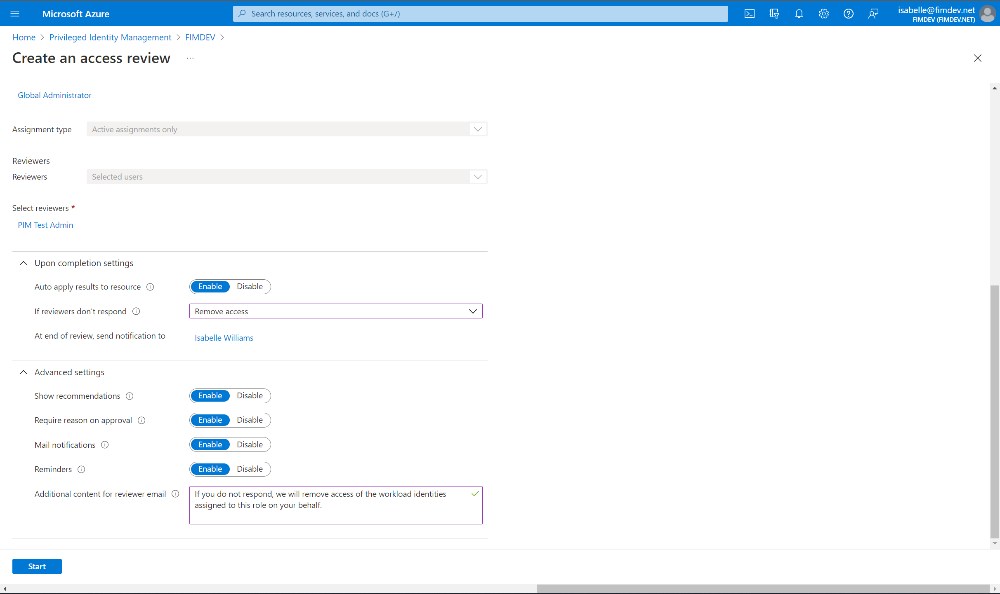 Microsoft Azure
Search resources, services, and docs (G+/)
isabelle@fimdev.net
FIMDEV (FIMDEV.NET)
Home > Privileged Identity Management > FIMDEV >
Create an access review ...
Global Administrator
Assignment type Active assignments only
Reviewers
Reviewers Selected users
Select reviewers *
PIM Test Admin
Upon completion settings
Auto apply results to resource Enable Disable
If reviewers don't respond Remove access
At end of review, send notification to Isabelle Williams
Advanced settings
Show recommendations Enable Disable
Require reason on approval Enable Disable
Mail notifications Enable Disable
Reminders Enable Disable
Additional content for reviewer email If you do not respond, we will remove access of the workload identities
assigned to this role on your behalf.
Start